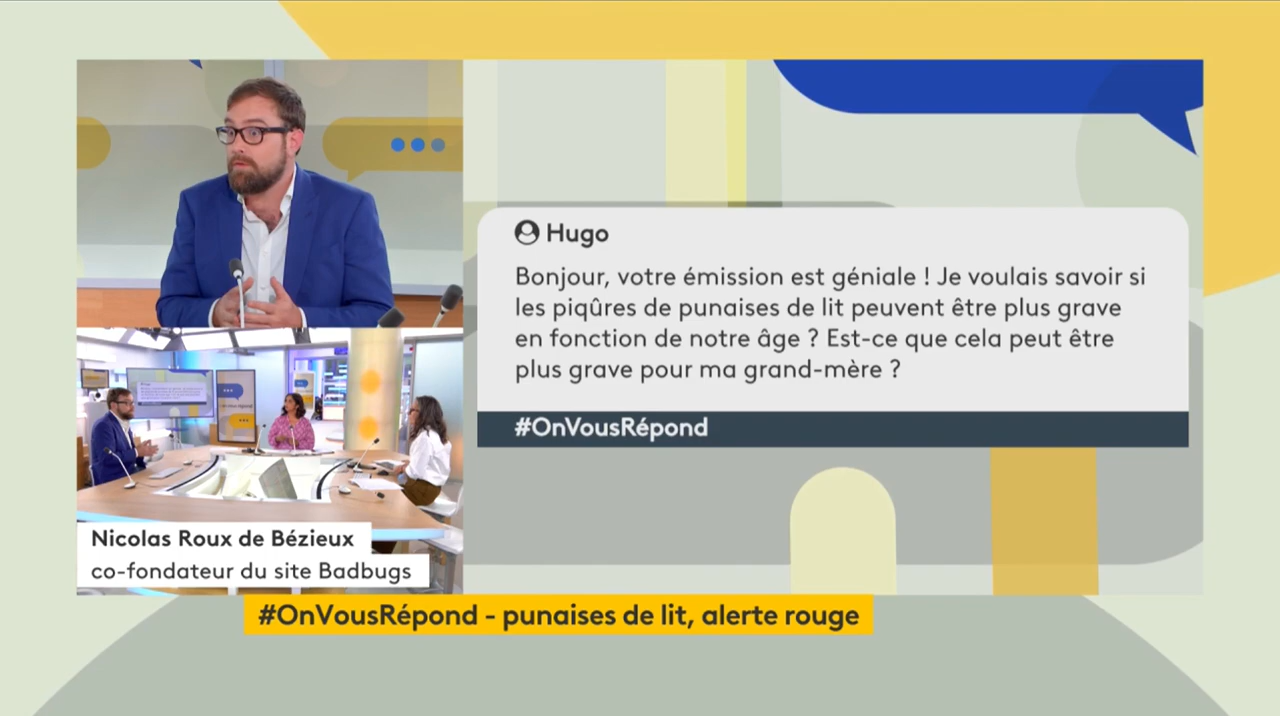 Hugo
Bonjour, votre émission est géniale ! Je voulais savoir si
les piqûres de punaises de lit peuvent être plus grave
en fonction de notre âge ? Est-ce que cela peut être
plus grave pour ma grand-mère ?
#OnVousRépond
Nicolas Roux de Bézieux
co-fondateur du site Badbugs
#OnVousRépond - punaises de lit, alerte rouge